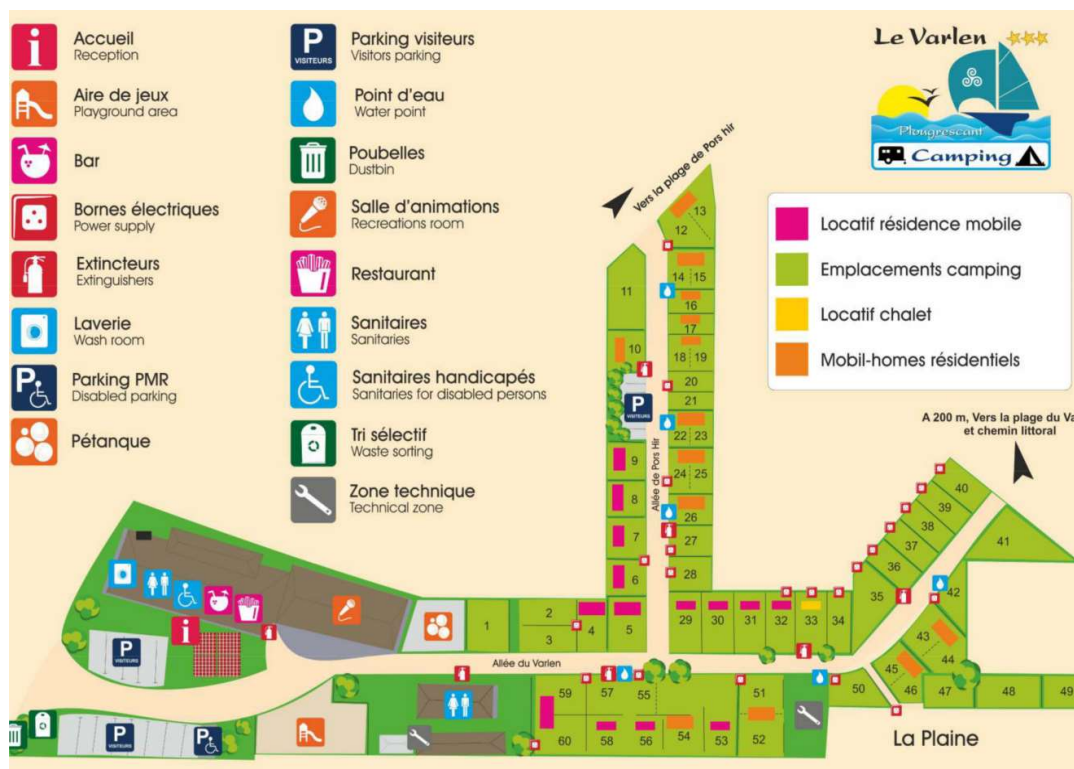 Accueil
Reception
Aire de jeux
Playground area
Bar
Bornes électriques
Power supply
Extincteurs
Extinguishers
Laverie
Wash room
Parking PMR
Disabled parking
Pétanque
P
VISITEURS
Parking visiteurs
Visitors parking
Point d'eau
Water point
Poubelles
Dustbin
Salle d'animations
Recreations room
Restaurant
Sanitaires
Sanitaries
Sanitaires handicapés
Sanitaries for disabled persons
Tri sélectif
Waste sorting
Zone technique
Technical zone
Le Varlen
Plougrescant
Camping
Locatif résidence mobile
Emplacements camping
Locatif chalet
Mobil-homes résidentiels
Vers la plage de Pors hir
A 200 m, Vers la plage du Va
et chemin littoral
13
12
14 15
11
16
17
10
18 19
20
P
VISITEURS
21
22 23
Allée de Pors Hir
9
24 25
8
26
7
27
6
28
40
39
38
37
36
41
35
42
43
44
45
46
47
48
49
50
1
2
3
4
5
29
30
31
32
33
34
i
P
VISITEURS
Allée du Varlen
59
57
55
51
60
58
56
54
53
52
P
VISITEURS
P
La Plaine